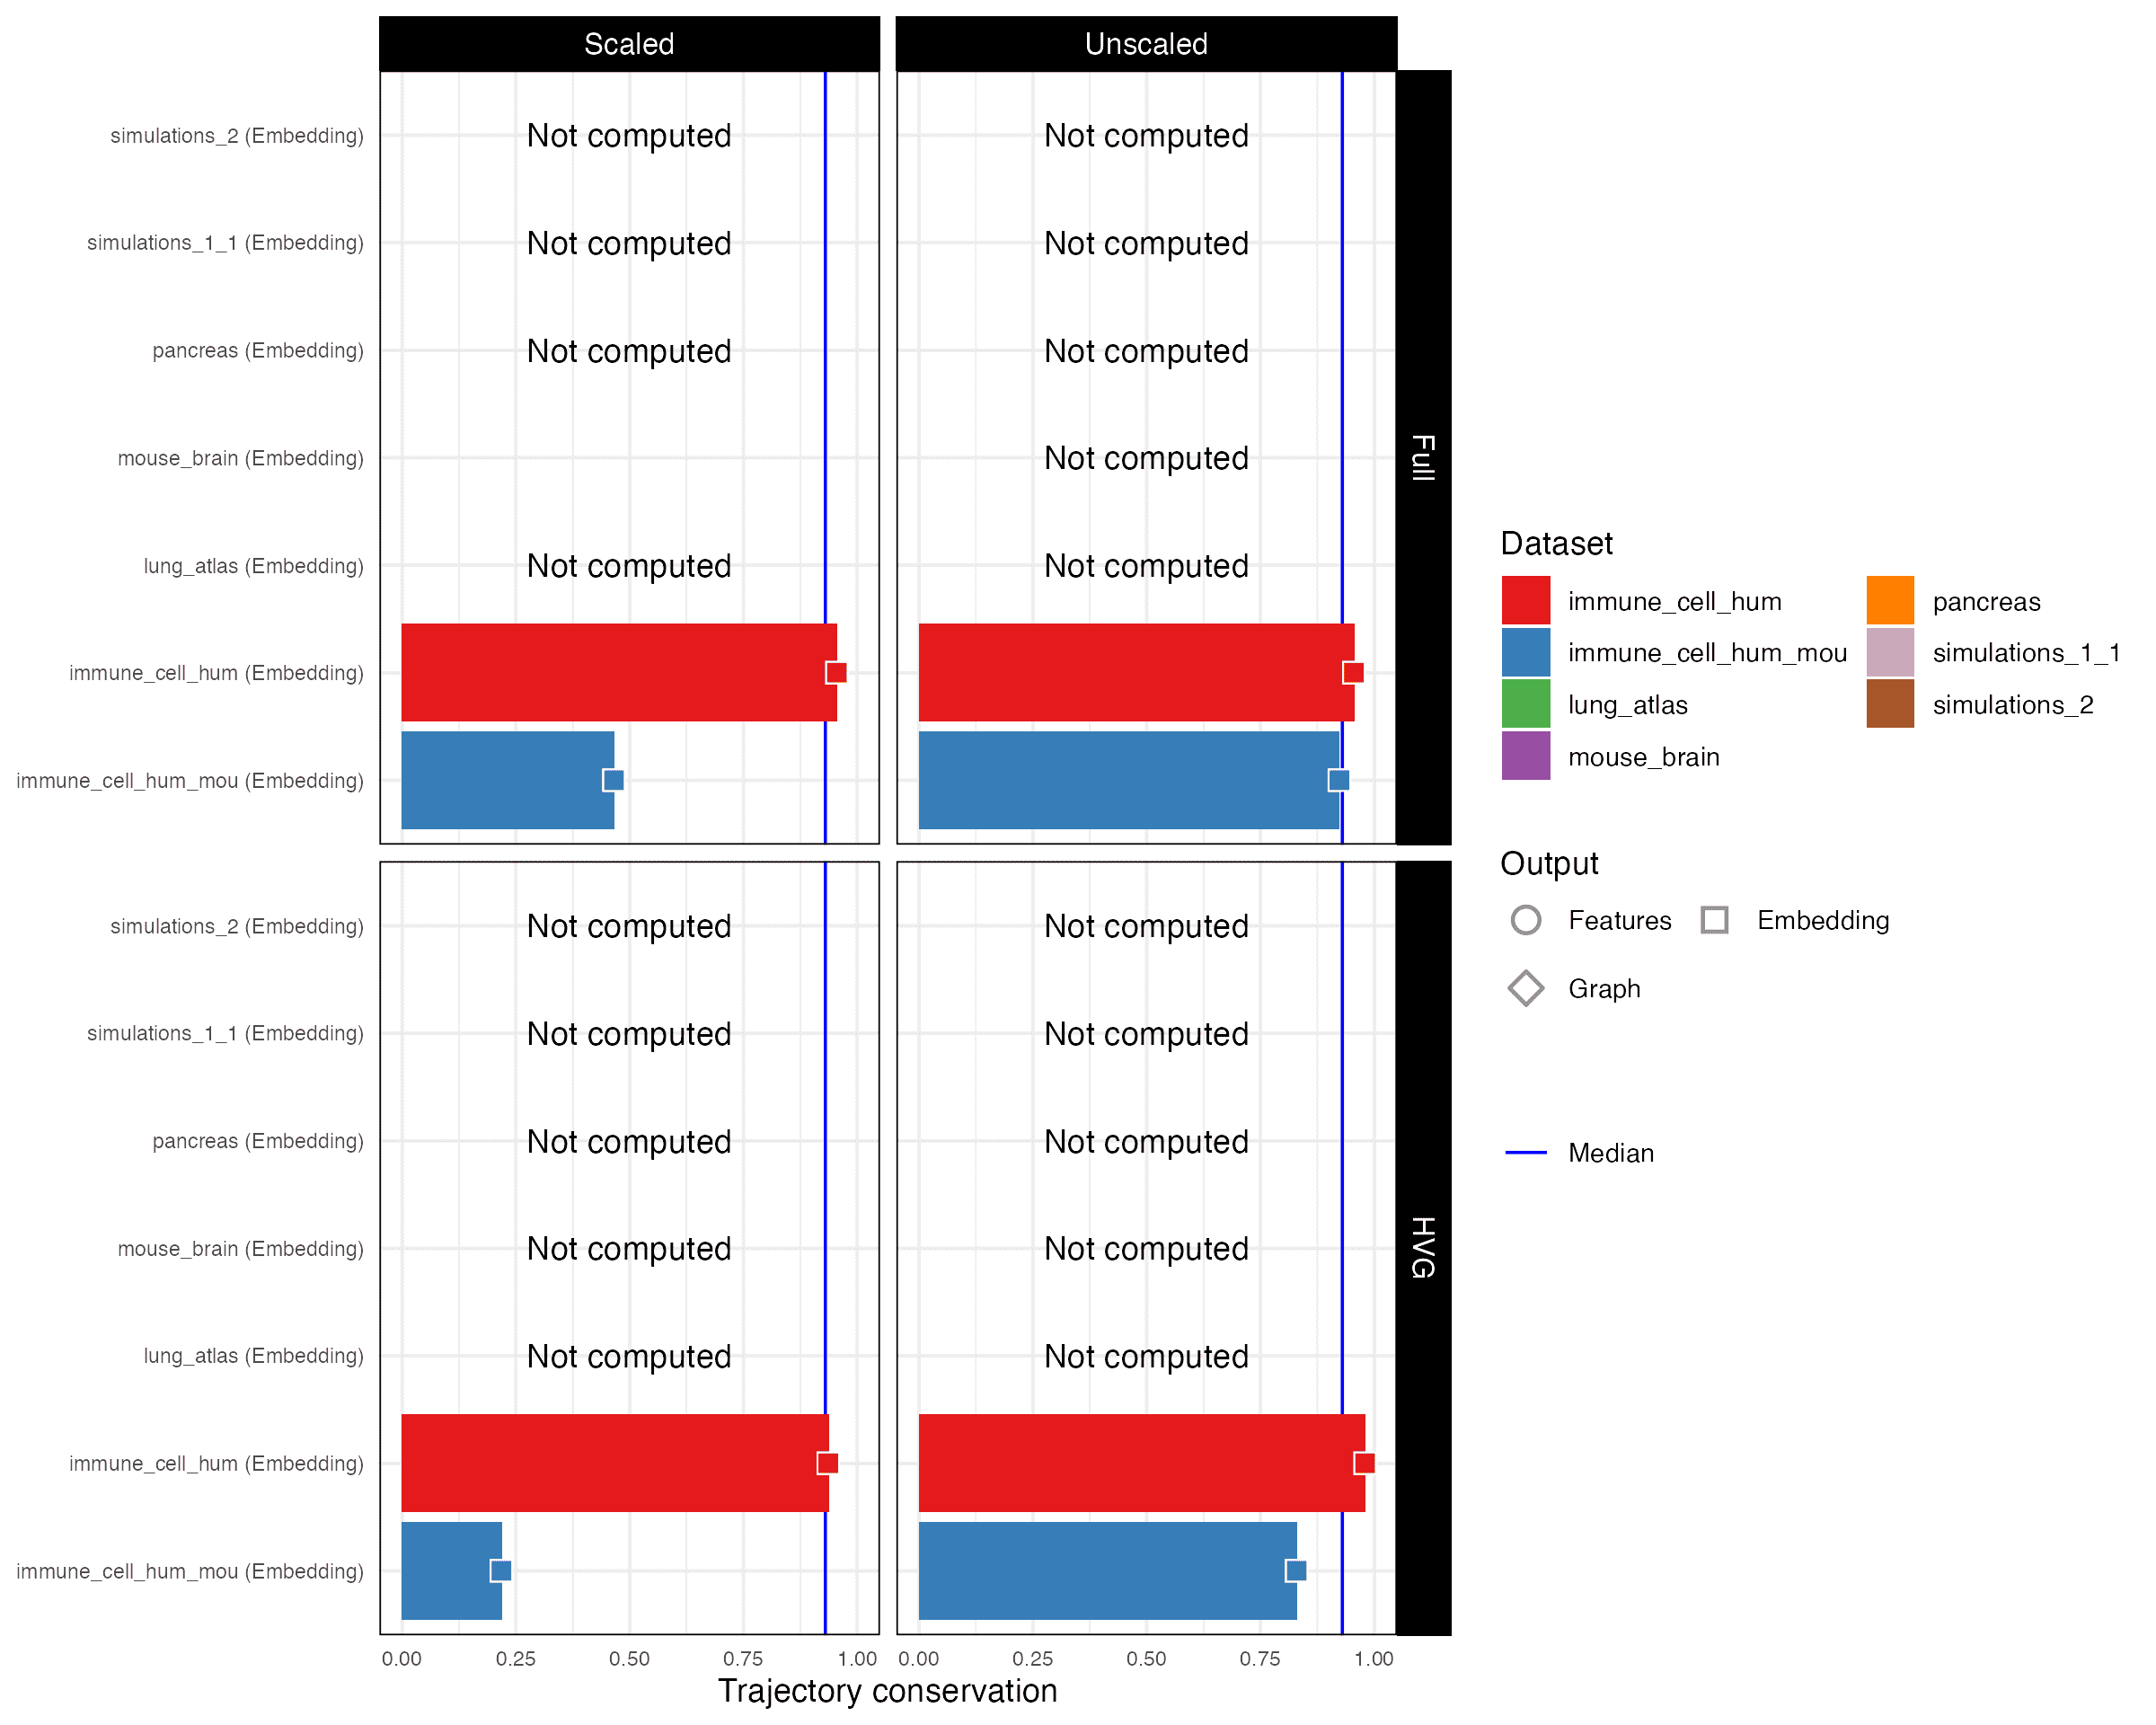 Scaled Unscaled
simulations_2 (Embedding) Not computed Not computed
simulations_1_1 (Embedding) Not computed Not computed
pancreas (Embedding) Not computed Not computed
mouse_brain (Embedding) Not computed
lung_atlas (Embedding) Not computed Not computed
immune_cell_hum (Embedding)
immune_cell_hum_mou (Embedding)
Full
simulations_2 (Embedding) Not computed Not computed
simulations_1_1 (Embedding) Not computed Not computed
pancreas (Embedding) Not computed Not computed
mouse_brain (Embedding) Not computed Not computed
lung_atlas (Embedding) Not computed Not computed
immune_cell_hum (Embedding)
immune_cell_hum_mou (Embedding)
HVG
0.00 0.25 0.50 0.75 1.00 0.00 0.25 0.50 0.75 1.00
Trajectory conservation
Dataset
immune_cell_hum pancreas
immune_cell_hum_mou simulations_1_1
lung_atlas simulations_2
mouse_brain
Output
Features Embedding
Graph
Median